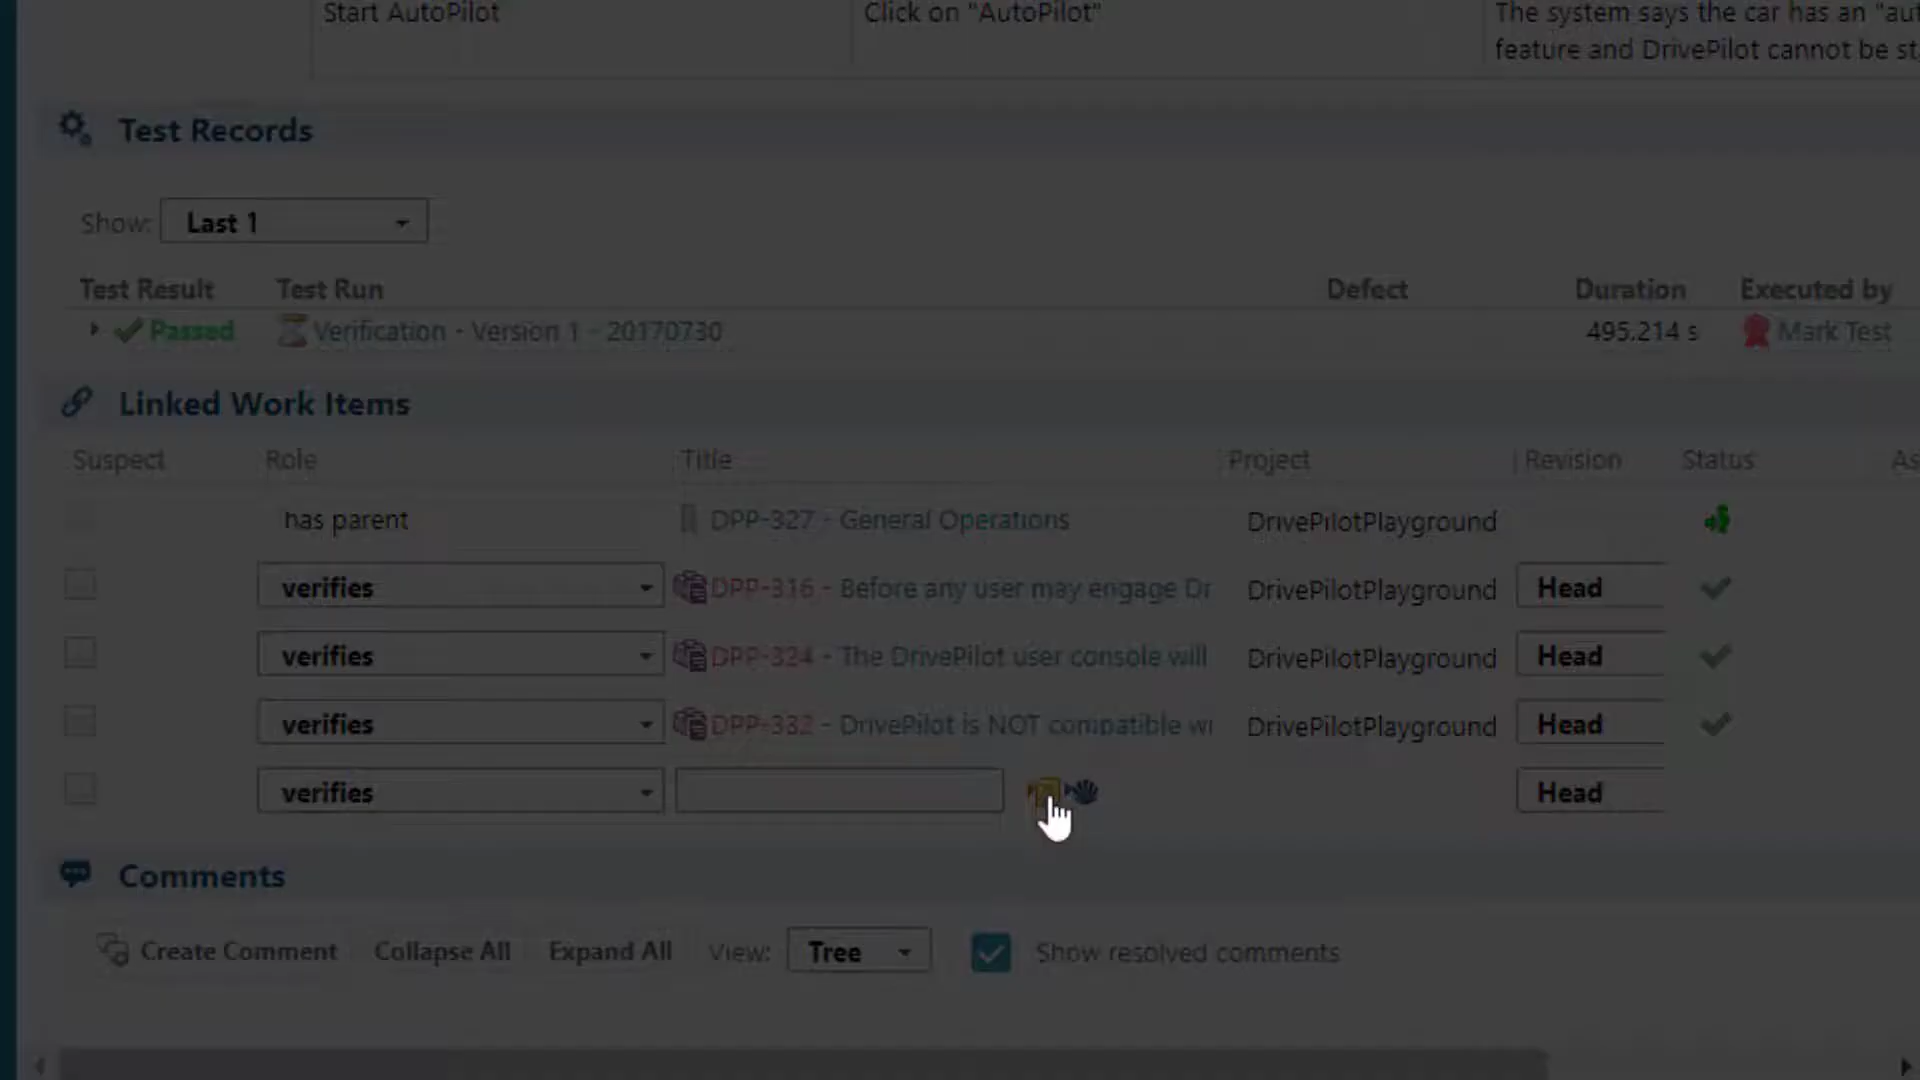 Start AutoPilot
Click on "AutoPilot"
The system says the car has an "aut
feature and DrivePilot cannot be st
Test Records
Show: Last 1
Test Result Test Run Defect Duration Executed by
Passed Verification - Version 1 - 20170730 495.214 s Mark Test
Linked Work Items
Suspect Role Title Project Revision Status As
has parent DPP-327 - General Operations DrivePilotPlayground
verifies DPP-316 - Before any user may engage Dr DrivePilotPlayground Head
verifies DPP-324 - The DrivePilot user console will DrivePilotPlayground Head
verifies DPP-332 - DrivePilot is NOT compatible wi DrivePilotPlayground Head
verifies Head
Comments
Create Comment Collapse All Expand All View: Tree Show resolved comments